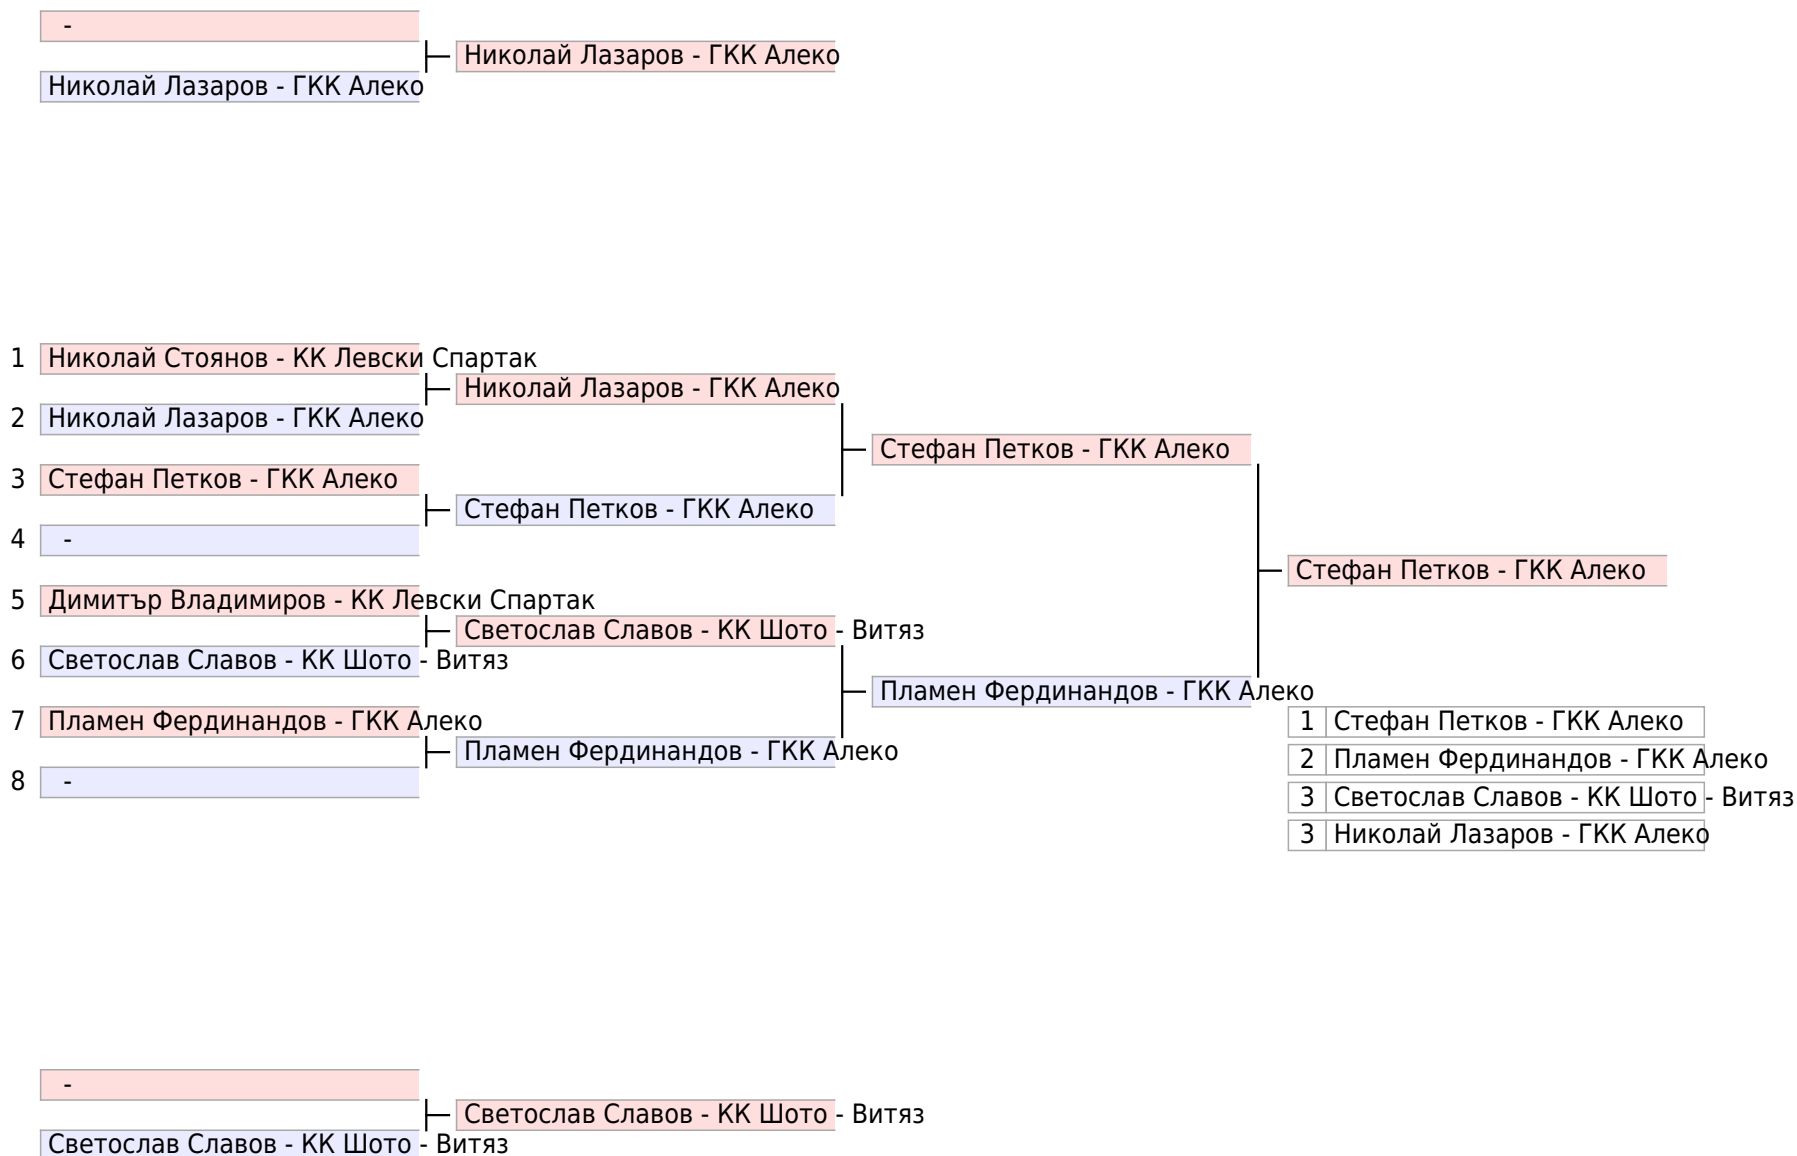 -
Николай Лазаров - ГКК Алеко
Николай Лазаров - ГКК Алеко
1 Николай Стоянов - КК Левски Спартак
Николай Лазаров - ГКК Алеко
2 Николай Лазаров - ГКК Алеко
Стефан Петков - ГКК Алеко
3 Стефан Петков - ГКК Алеко
Стефан Петков - ГКК Алеко
4 -
Стефан Петков - ГКК Алеко
5 Димитър Владимиров - КК Левски Спартак
Светослав Славов - КК Шото - Витяз
6 Светослав Славов - КК Шото - Витяз
Пламен Фердинандов - ГКК Алеко
7 Пламен Фердинандов - ГКК Алеко
Пламен Фердинандов - ГКК Алеко
8 -
1 Стефан Петков - ГКК Алеко
2 Пламен Фердинандов - ГКК Алеко
3 Светослав Славов - КК Шото - Витяз
3 Николай Лазаров - ГКК Алеко
-
Светослав Славов - КК Шото - Витяз
Светослав Славов - КК Шото - Витяз